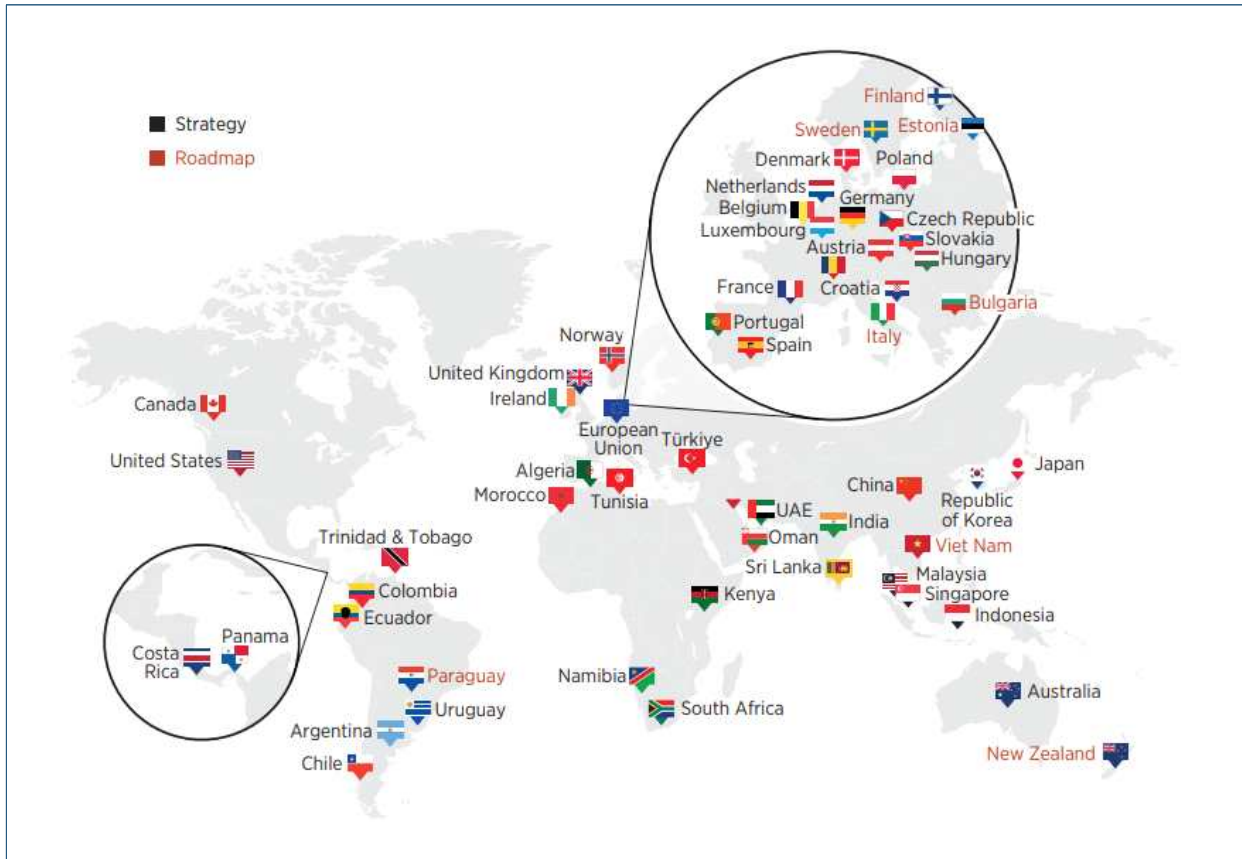 Strategy
Roadmap
Finland
Sweden
Estonia
Denmark
Poland
Netherlands
Germany
Belgium
Czech Republic
Luxembourg
Slovakia
Austria
Hungary
France
Croatia
Bulgaria
Portugal
Italy
Spain
Norway
United Kingdom
Ireland
Canada
European
Union
Türkiye
United States
Algeria
Morocco
Tunisia
China
Republic
of Korea
Japan
UAE
India
Oman
Viet Nam
Trinidad & Tobago
Sri Lanka
Malaysia
Colombia
Kenya
Singapore
Ecuador
Indonesia
Panama
Costa
Rica
Paraguay
Namibia
Uruguay
South Africa
Australia
Argentina
Chile
New Zealand